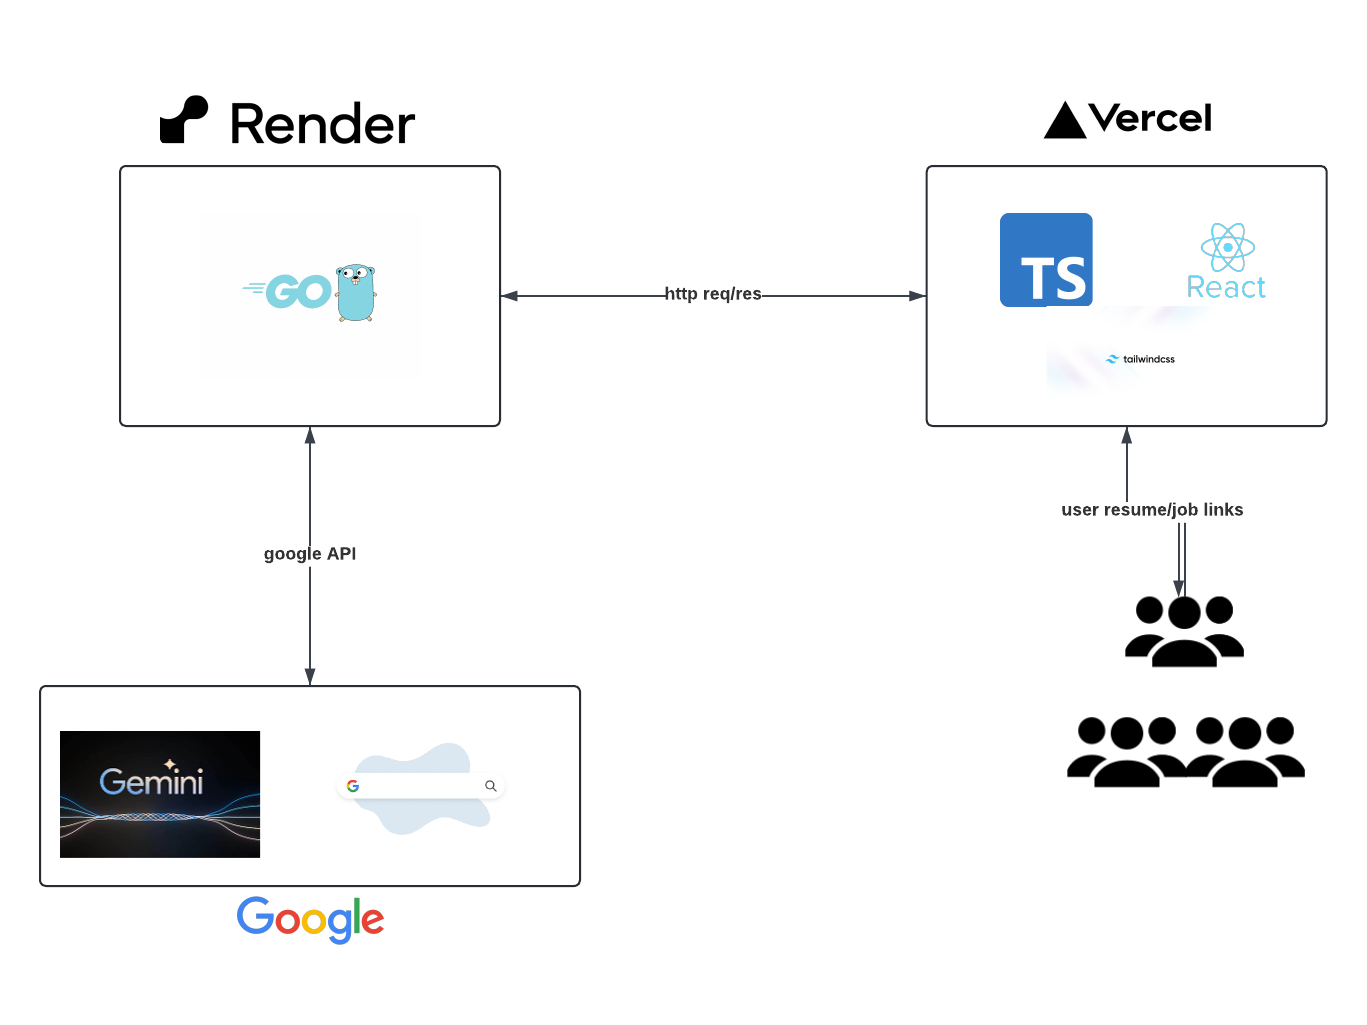 Render
Vercel
GO
TS
React
http req/res
tailwindcss
user resume/job links
google API
Gemini
G
Google